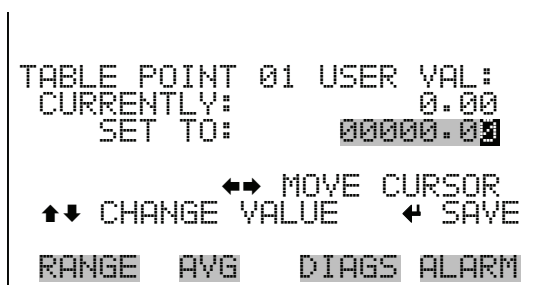 TABLE POINT 01 USER VAL:
CURRENTLY: 0.00
SET TO: 00000.00
←→ MOVE CURSOR
↑↓ CHANGE VALUE ↵ SAVE
RANGE AVG DIAGS ALARM